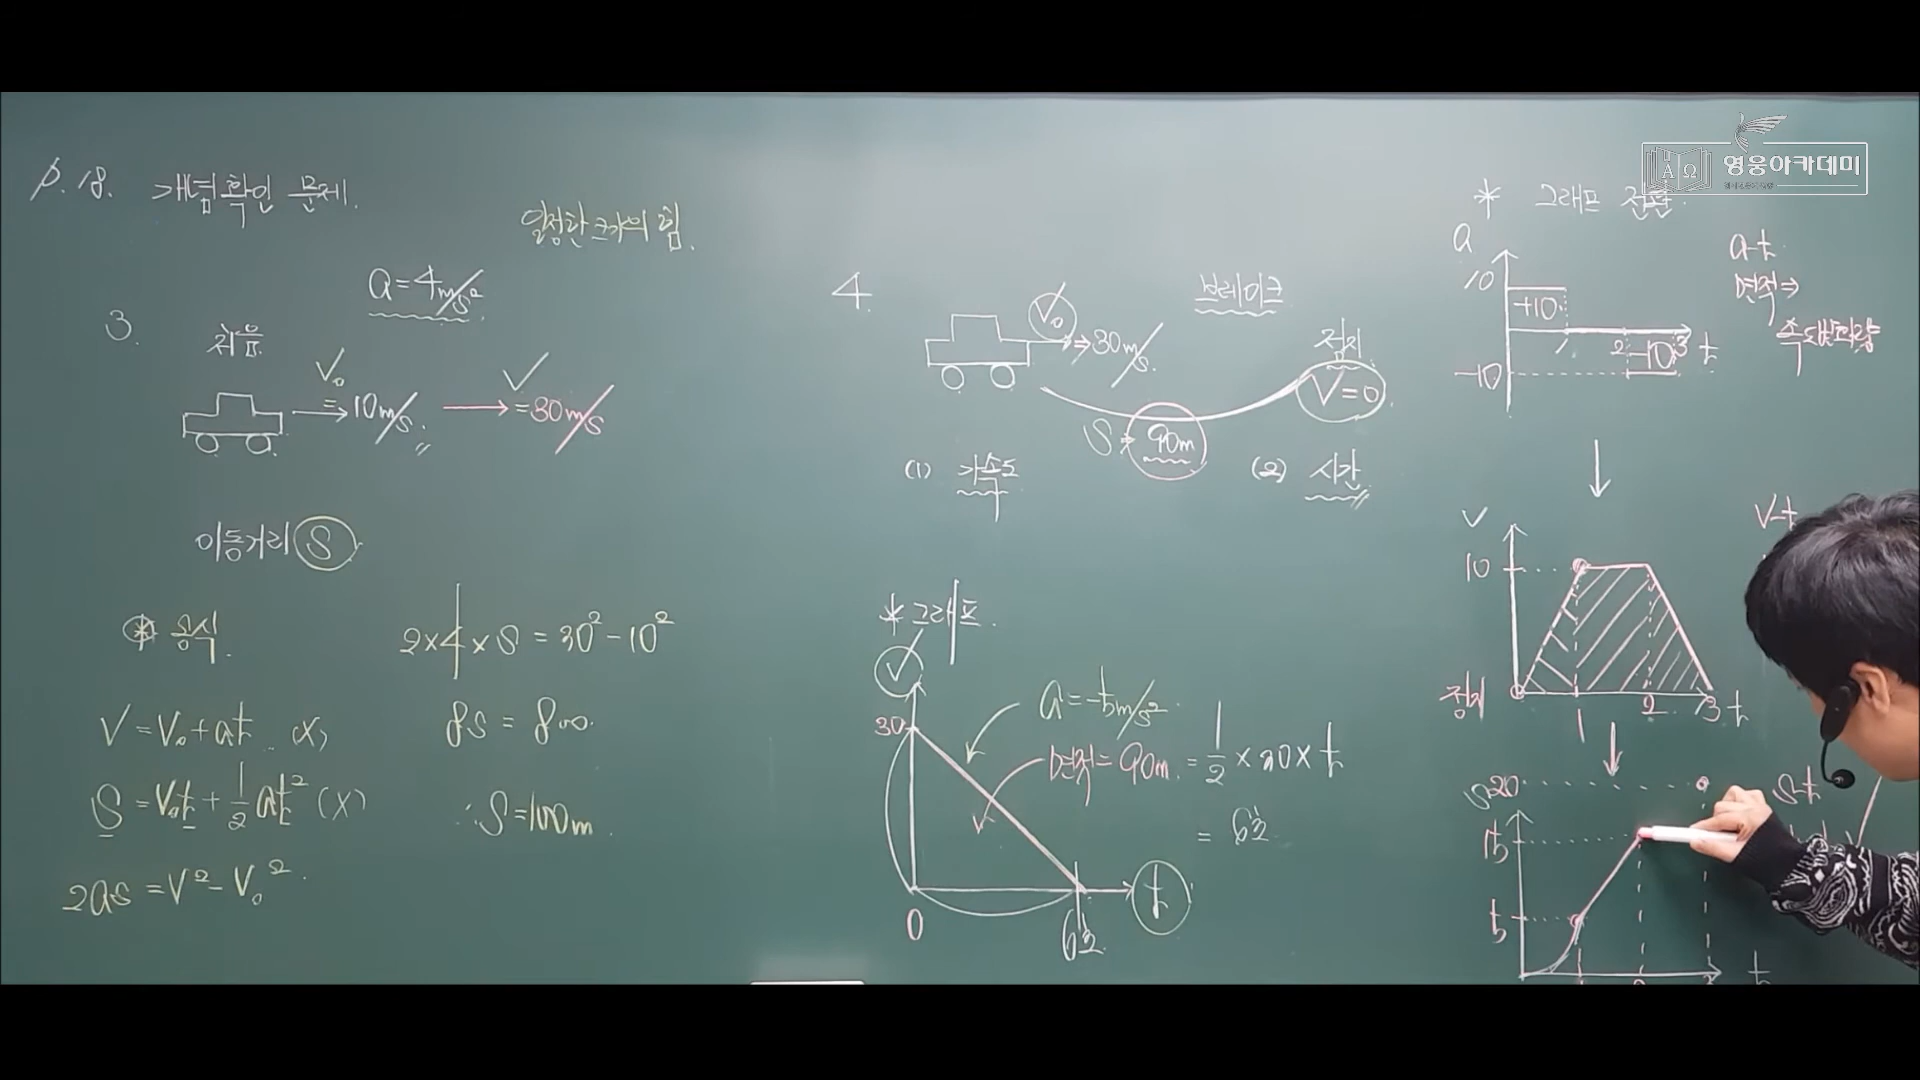 p.18. 개념확인 문제.
일정한 크기의 힘.
3.
a=4m/s²
처음
V₀
=10m/s.
V
=30m/s
이동거리 S
* 공식.
V=V₀+at (X)
S=V₀t+½at² (X)
2as=V²-V₀²
2×4×S=30²-10²
8S=800.
∴S=100m.
4.
V₀
30m/s.
브레이크
정지
V=0
S=90m
(1) 가속도
(2) 시간
* 그래프.
V
30
0
6초
t
a=-5m/s²
면적=90m.=½×30×t
=6초
영웅아카데미
* 그래프 전환.
a
10
+10
-10
1 2 3 t
-10
a-t
면적⇒
속도변화량
V
10
정지
1 2 3 t
V-t
S 20
15
5
t
S-t